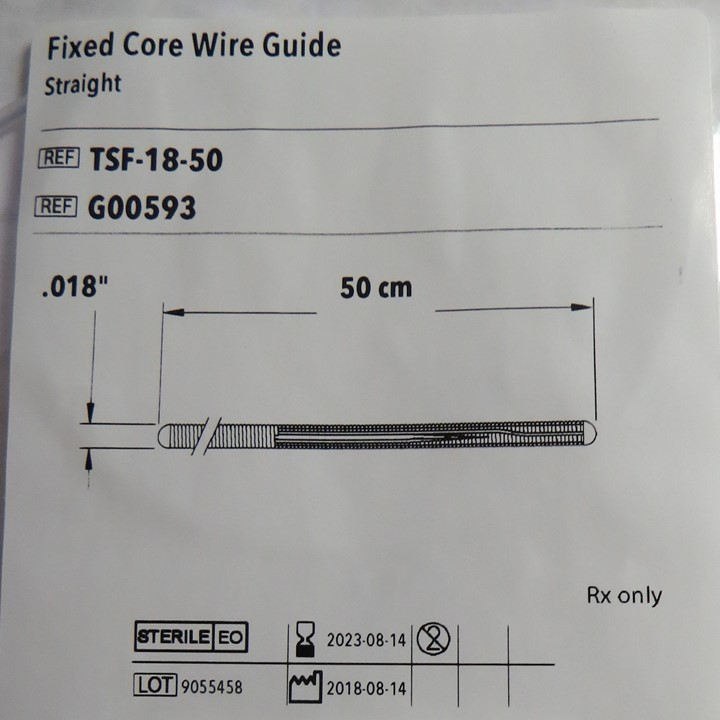 Fixed Core Wire Guide
Straight
REF TSF-18-50
REF G00593
.018" 50 cm
Rx only
STERILE EO 2023-08-14 2
LOT 9055458 2018-08-14